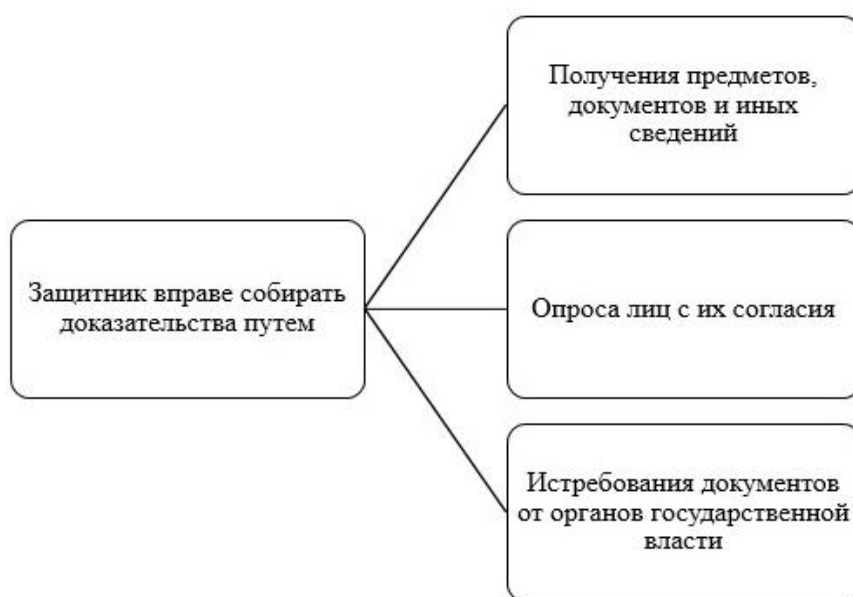 Защитник вправе собирать
доказательства путем
Получения предметов,
документов и иных
сведений
Опроса лиц с их согласия
Истребования документов
от органов государственной
власти